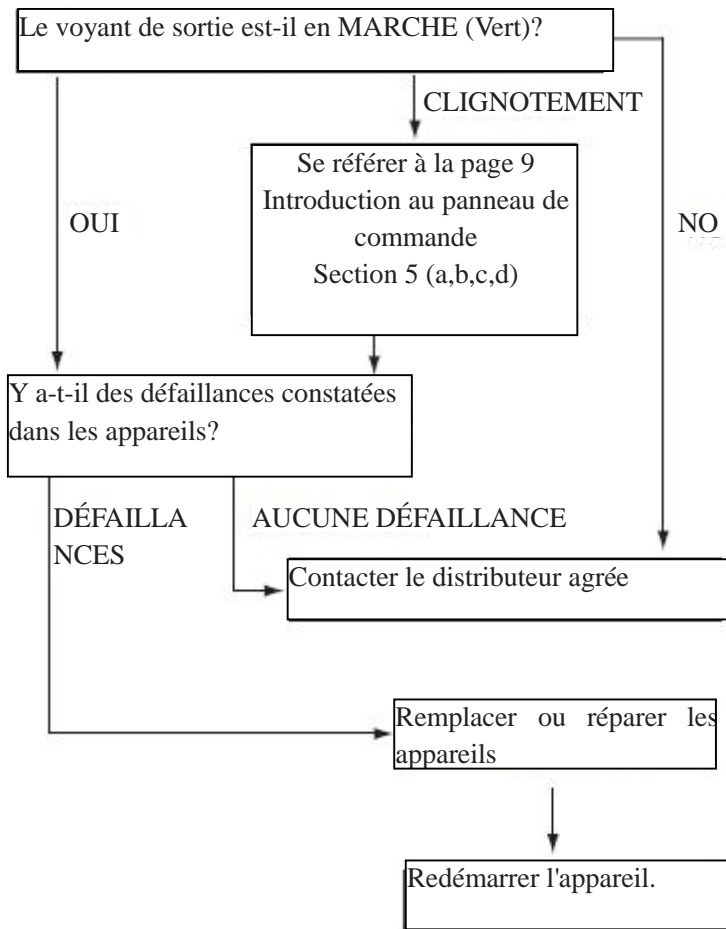 Le voyant de sortie est-il en MARCHE (Vert)?
CLIGNOTEMENT
Se référer à la page 9
Introduction au panneau de
commande
Section 5 (a,b,c,d)
OUI
NO
Y a-t-il des défaillances constatées
dans les appareils?
DÉFAILLA
NCES
AUCUNE DÉFAILLANCE
Contacter le distributeur agrée
Remplacer ou réparer les
appareils
Redémarrer l'appareil.